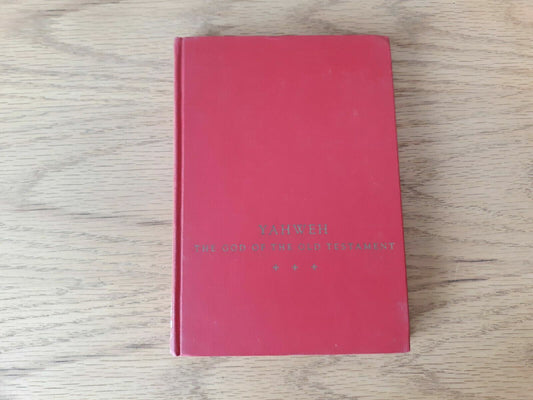 YAHWEH
THE GOD OF THE OLD TESTAMENT